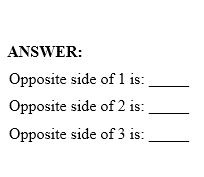 ANSWER:
Opposite side of 1 is: _____
Opposite side of 2 is: _____
Opposite side of 3 is: _____